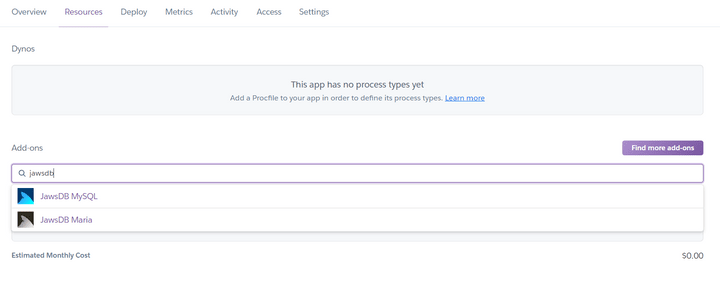 Overview Resources Deploy Metrics Activity Access Settings
Dynos
This app has no process types yet
Add a Procfile to your app in order to define its process types. Learn more
Add-ons
Find more add-ons
jawsdb
JawsDB MySQL
JawsDB Maria
Estimated Monthly Cost
$0.00